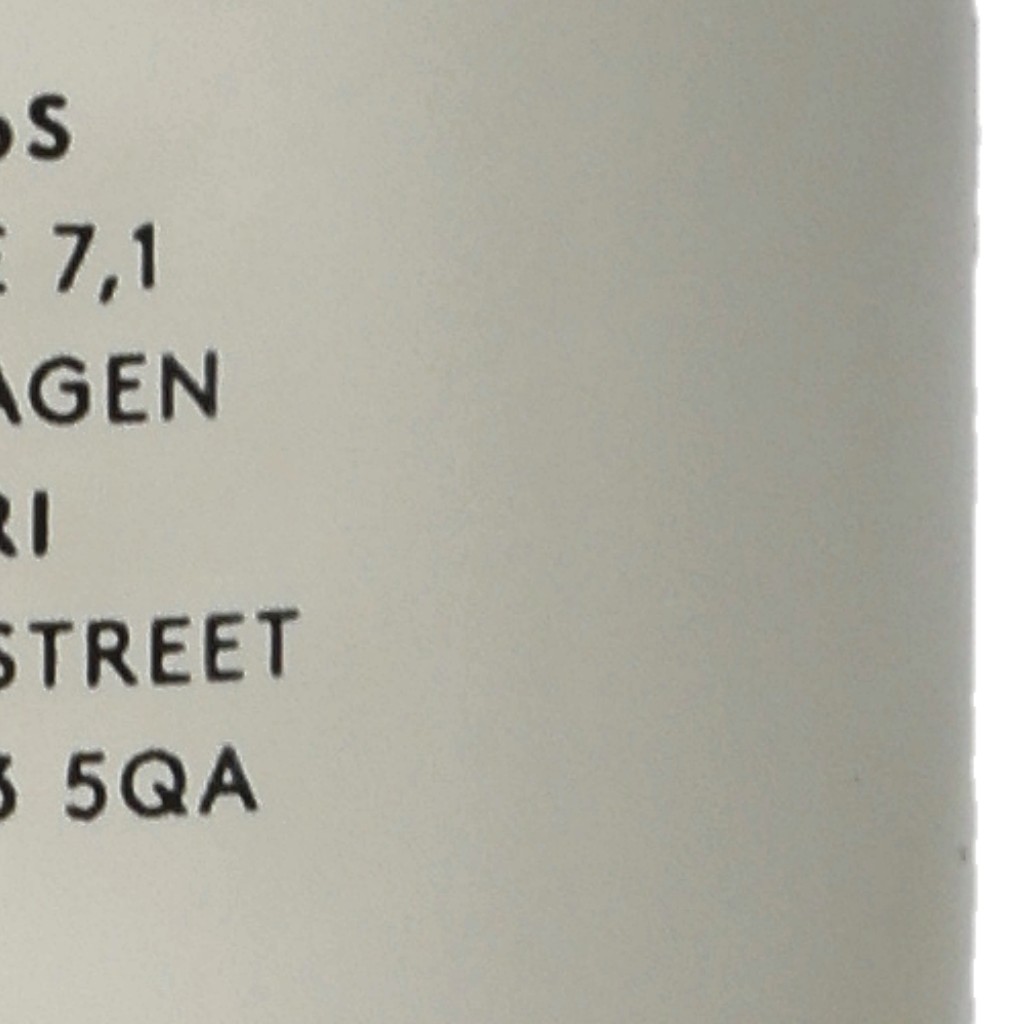 S
7,1
AGEN
RI
STREET
5QA